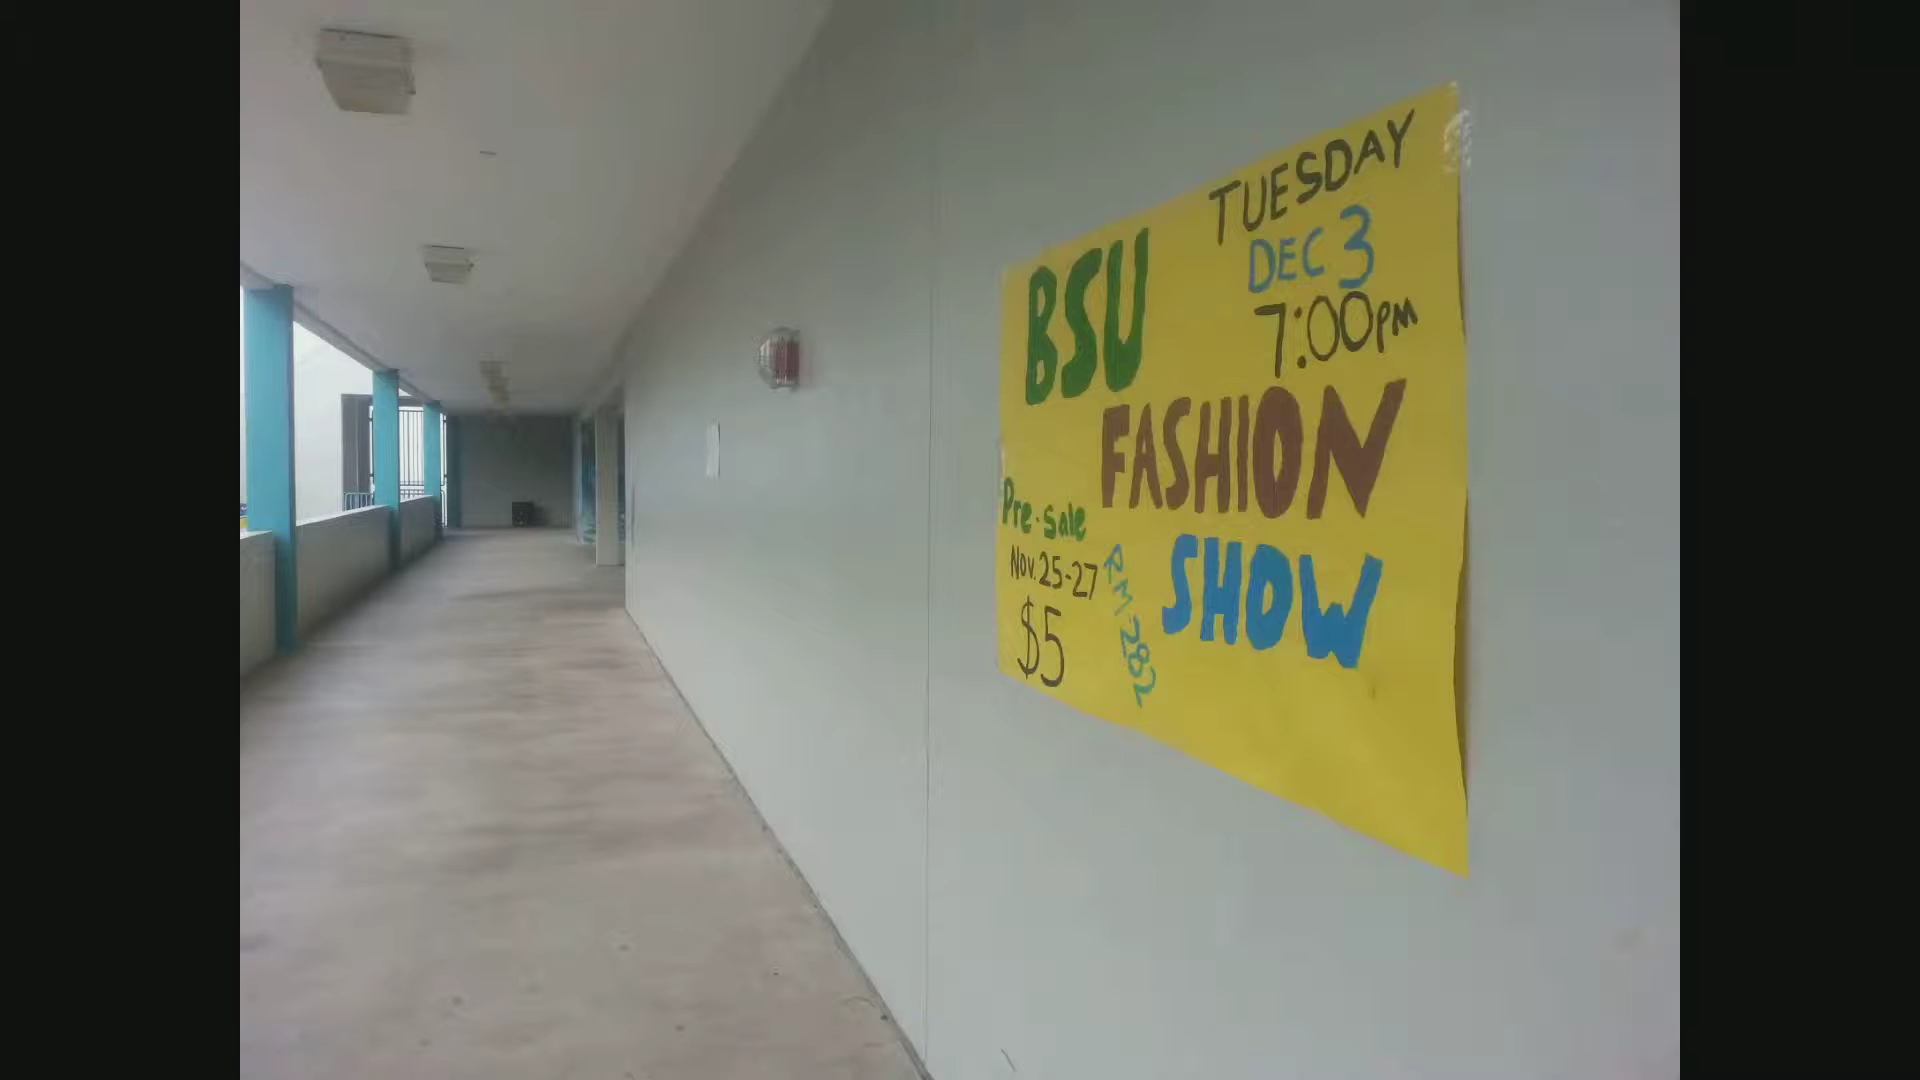 TUESDAY
DEC 3
7:00PM
BSU
FASHION
SHOW
Pre-sale
Nov. 25-27
$5
RM-282